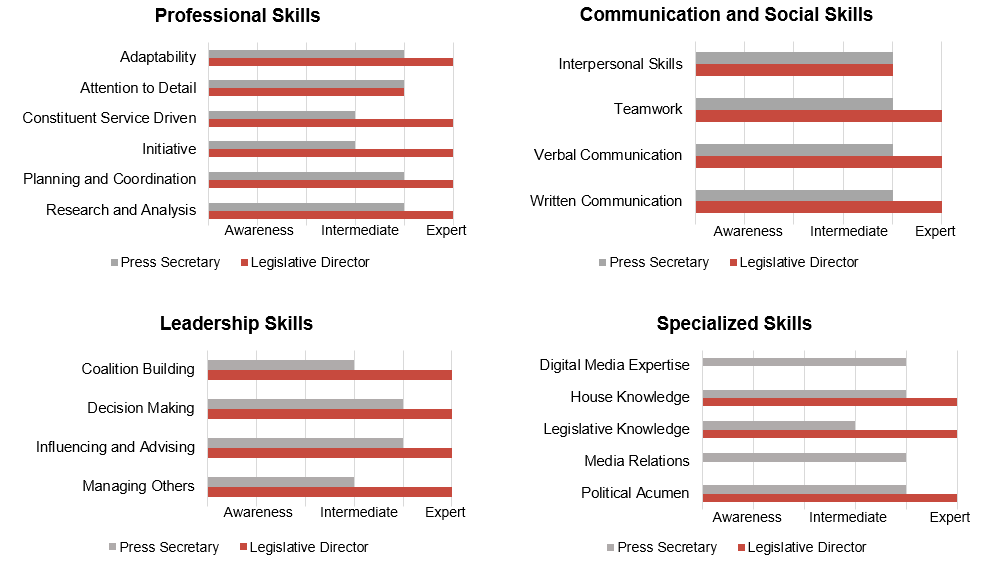 Professional Skills
Adaptability
Attention to Detail
Constituent Service Driven
Initiative
Planning and Coordination
Research and Analysis
Awareness Intermediate Expert
Press Secretary Legislative Director
Communication and Social Skills
Interpersonal Skills
Teamwork
Verbal Communication
Written Communication
Awareness Intermediate Expert
Press Secretary Legislative Director
Leadership Skills
Coalition Building
Decision Making
Influencing and Advising
Managing Others
Awareness Intermediate Expert
Press Secretary Legislative Director
Specialized Skills
Digital Media Expertise
House Knowledge
Legislative Knowledge
Media Relations
Political Acumen
Awareness Intermediate Expert
Press Secretary Legislative Director